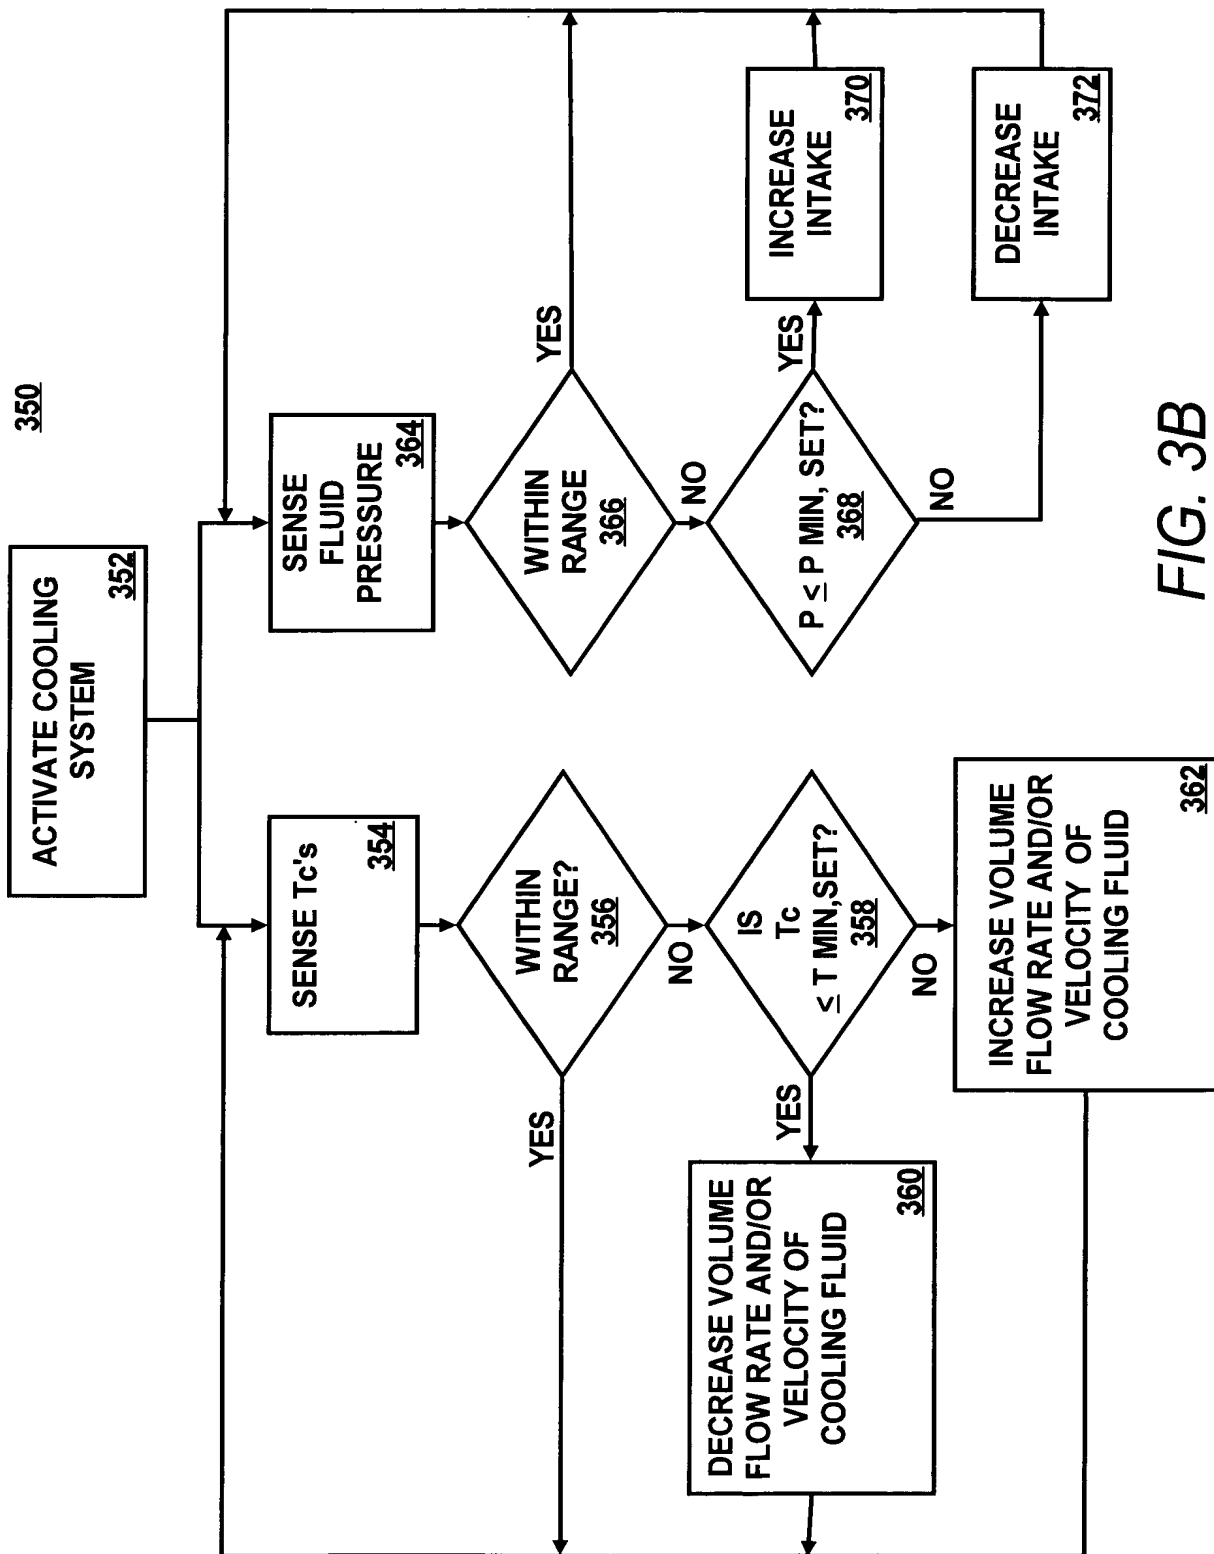 350
ACTIVATE COOLING
SYSTEM
352
SENSE Tc's
354
WITHIN
RANGE?
356
YES
NO
IS
Tc
≤ T MIN,SET?
358
YES
NO
DECREASE VOLUME
FLOW RATE AND/OR
VELOCITY OF
COOLING FLUID
360
INCREASE VOLUME
FLOW RATE AND/OR
VELOCITY OF
COOLING FLUID
362
SENSE
FLUID
PRESSURE
364
WITHIN
RANGE
366
YES
NO
P ≤ P MIN, SET?
368
YES
NO
INCREASE
INTAKE
370
DECREASE
INTAKE
372
FIG. 3B